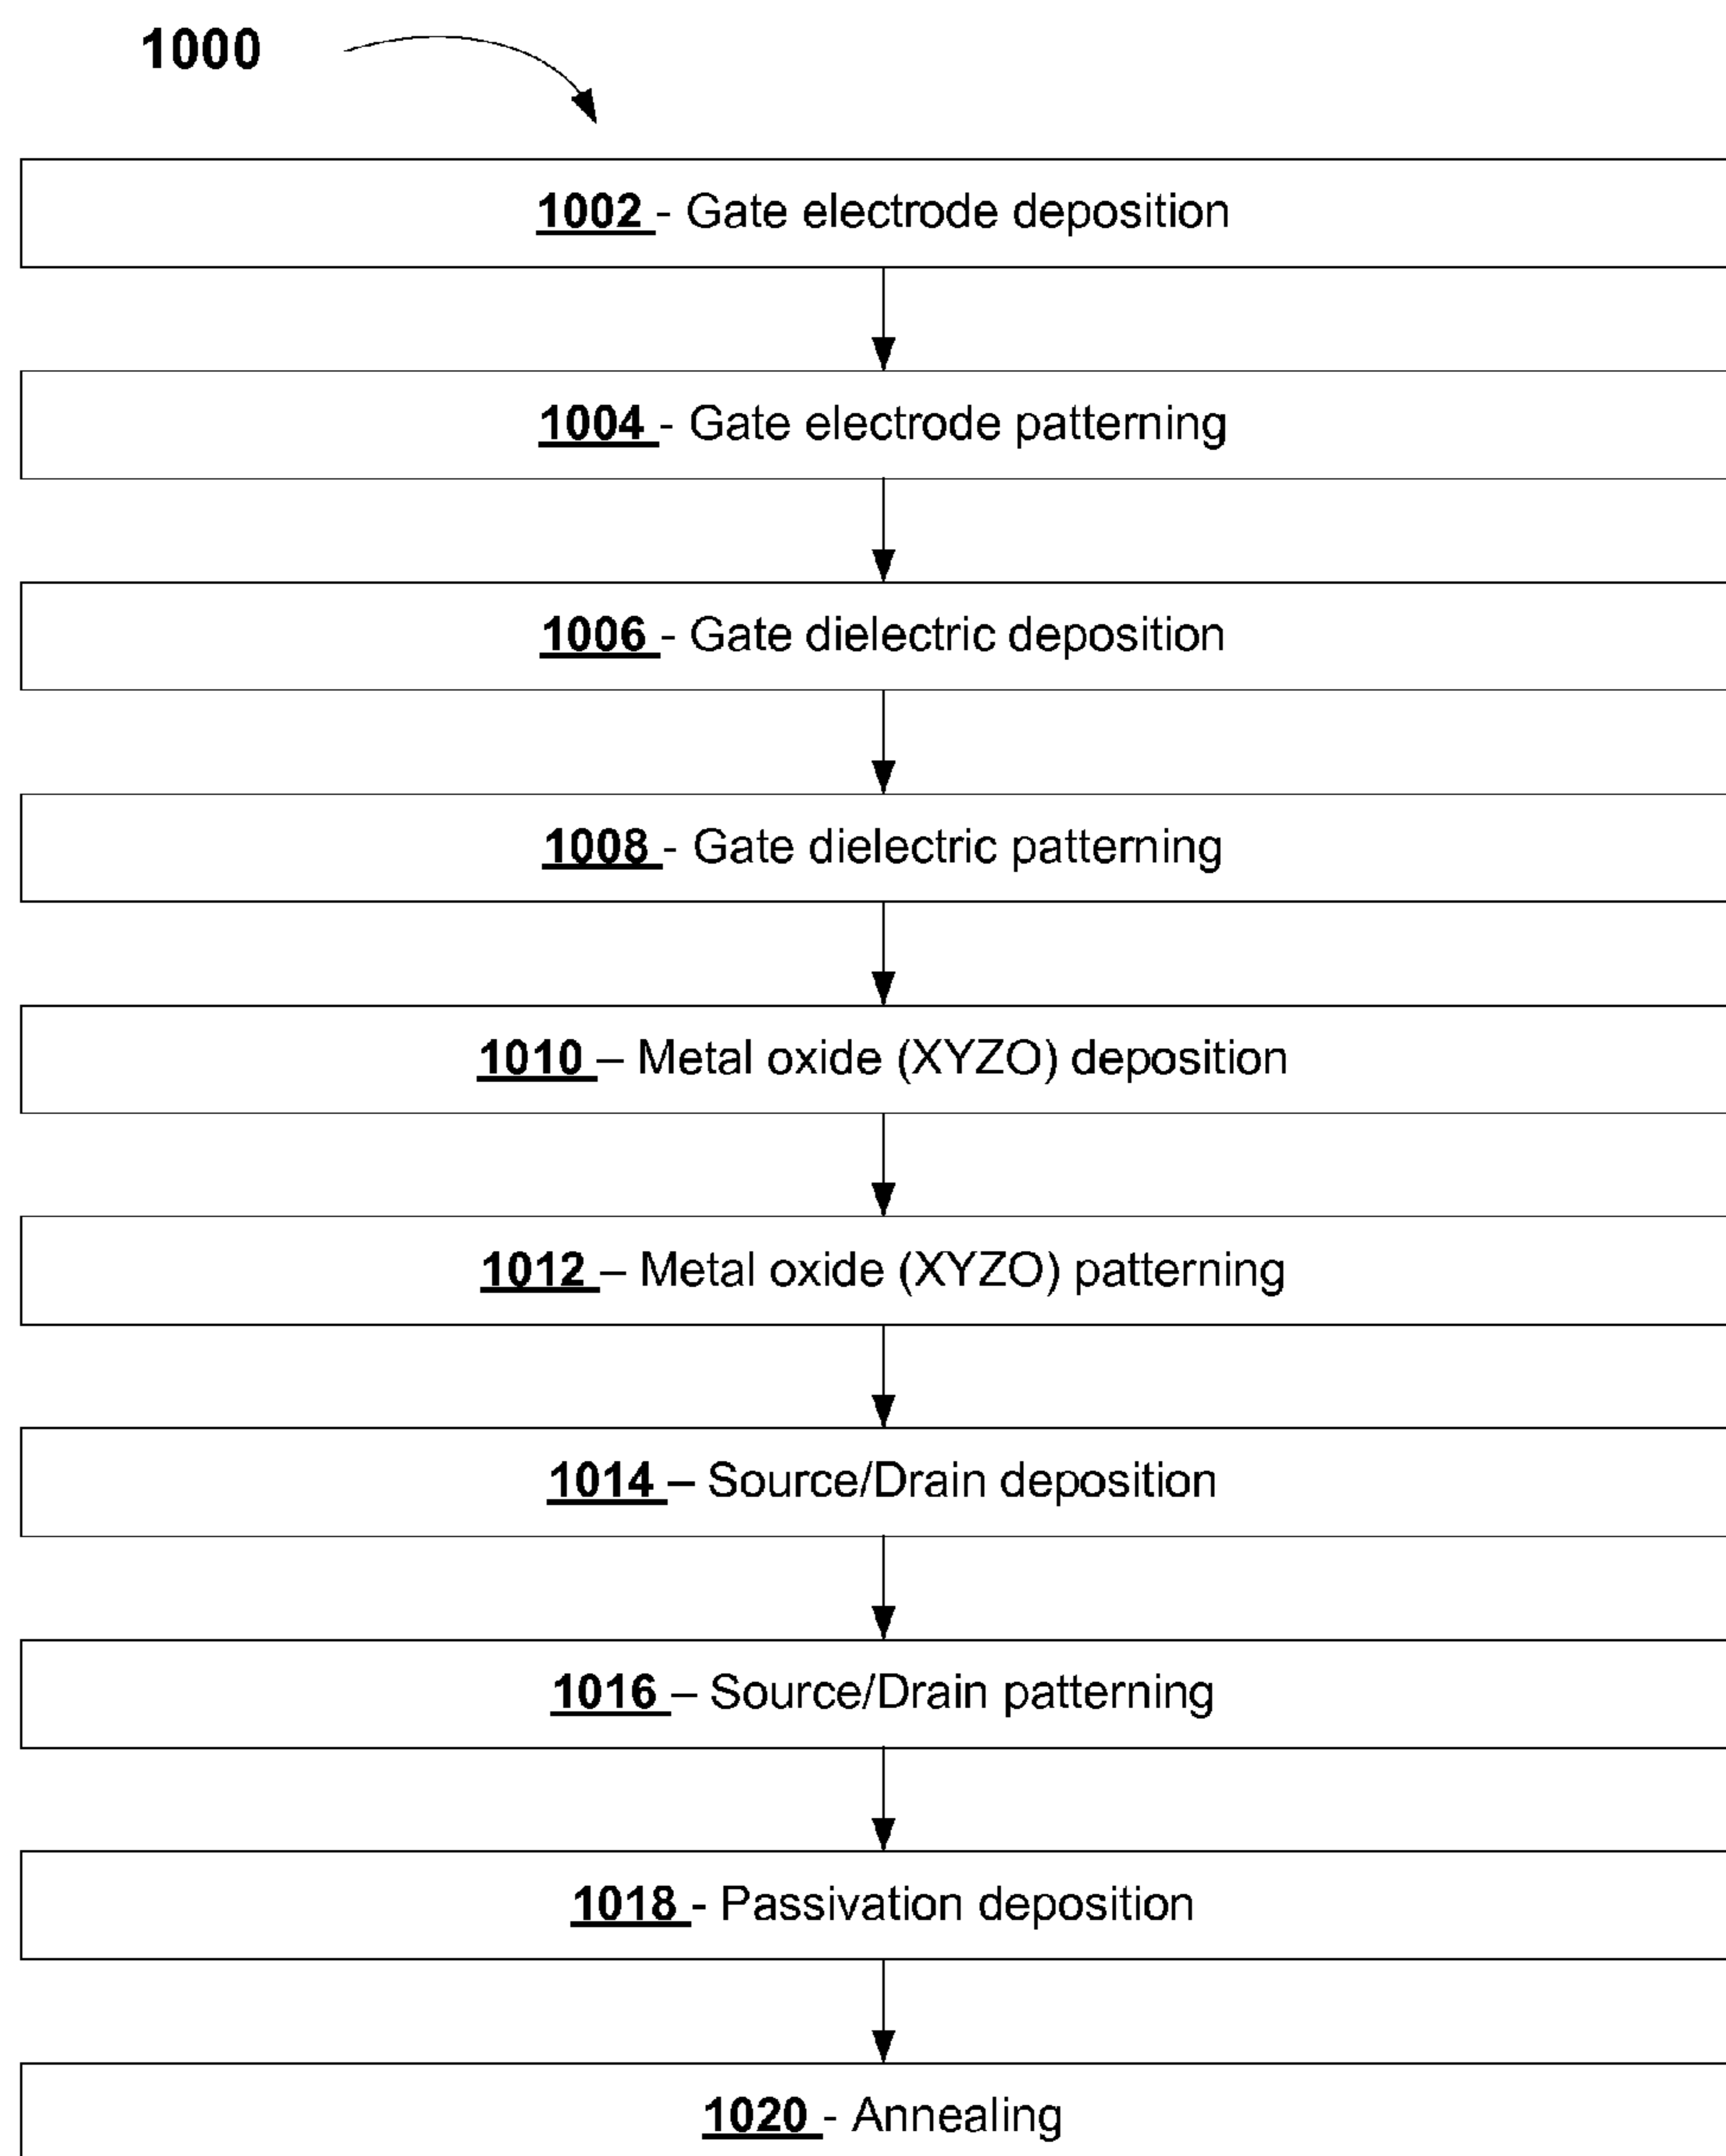 1000
1002 - Gate electrode deposition
1004 - Gate electrode patterning
1006 - Gate dielectric deposition
1008 - Gate dielectric patterning
1010 – Metal oxide (XYZO) deposition
1012 – Metal oxide (XYZO) patterning
1014 – Source/Drain deposition
1016 – Source/Drain patterning
1018 - Passivation deposition
1020 - Annealing